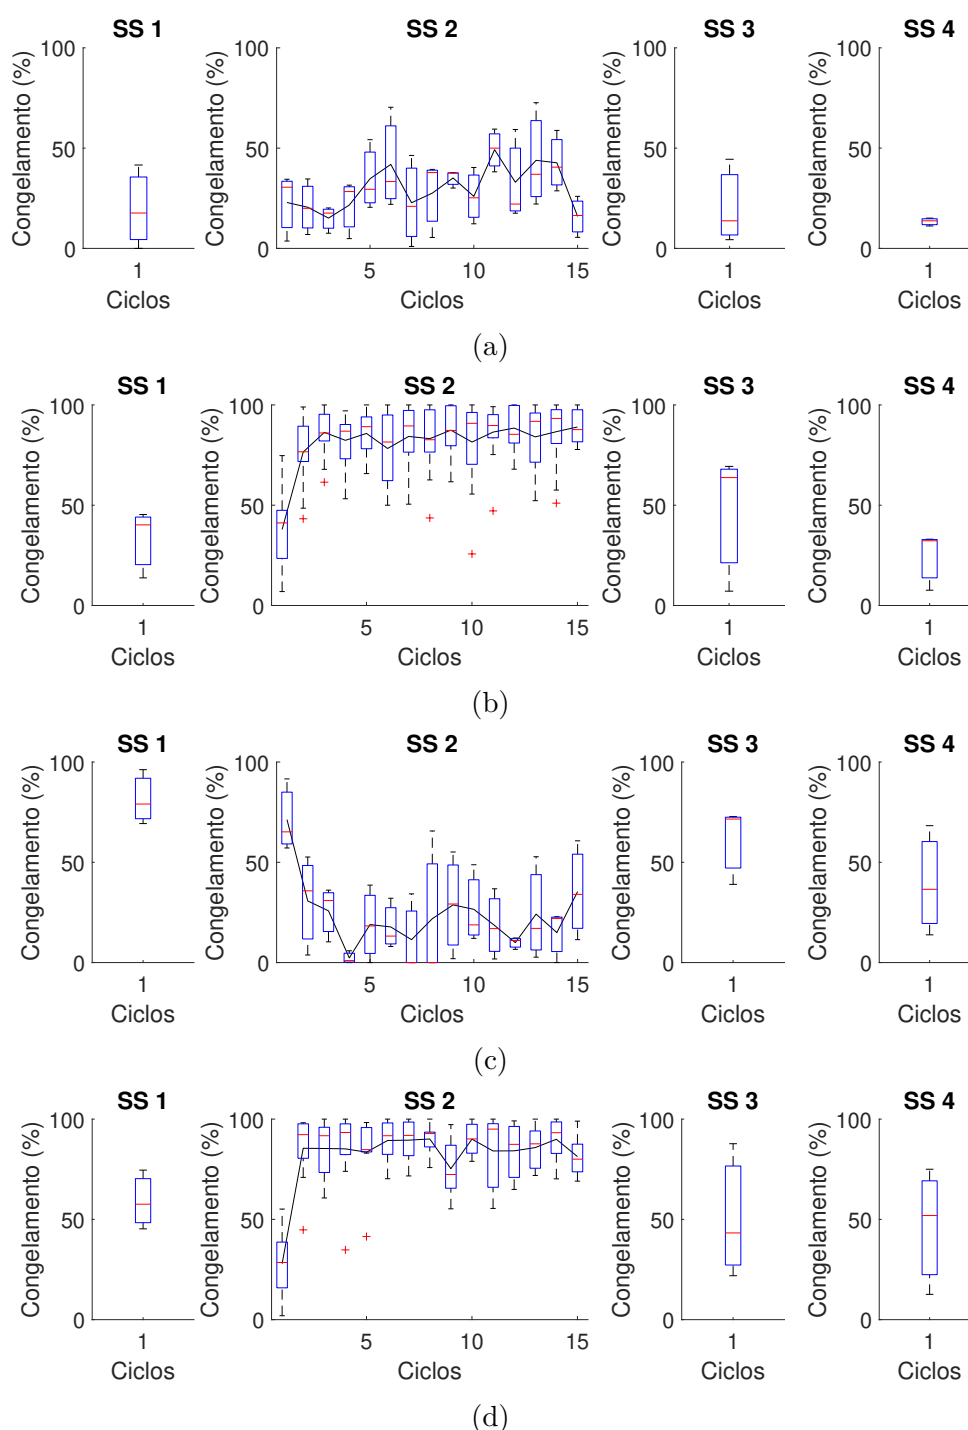 SS 1 SS 2 SS 3 SS 4
Congelamento (%) Congelamento (%) Congelamento (%) Congelamento (%)
100 100 100 100
50 50 50 50
0 0 0 0
1 5 10 15 1 1
Ciclos Ciclos Ciclos Ciclos
(a)
SS 1 SS 2 SS 3 SS 4
Congelamento (%) Congelamento (%) Congelamento (%) Congelamento (%)
100 100 100 100
50 50 50 50
0 0 0 0
1 5 10 15 1 1
Ciclos Ciclos Ciclos Ciclos
(b)
SS 1 SS 2 SS 3 SS 4
Congelamento (%) Congelamento (%) Congelamento (%) Congelamento (%)
100 100 100 100
50 50 50 50
0 0 0 0
1 5 10 15 1 1
Ciclos Ciclos Ciclos Ciclos
(c)
SS 1 SS 2 SS 3 SS 4
Congelamento (%) Congelamento (%) Congelamento (%) Congelamento (%)
100 100 100 100
50 50 50 50
0 0 0 0
1 5 10 15 1 1
Ciclos Ciclos Ciclos Ciclos
(d)